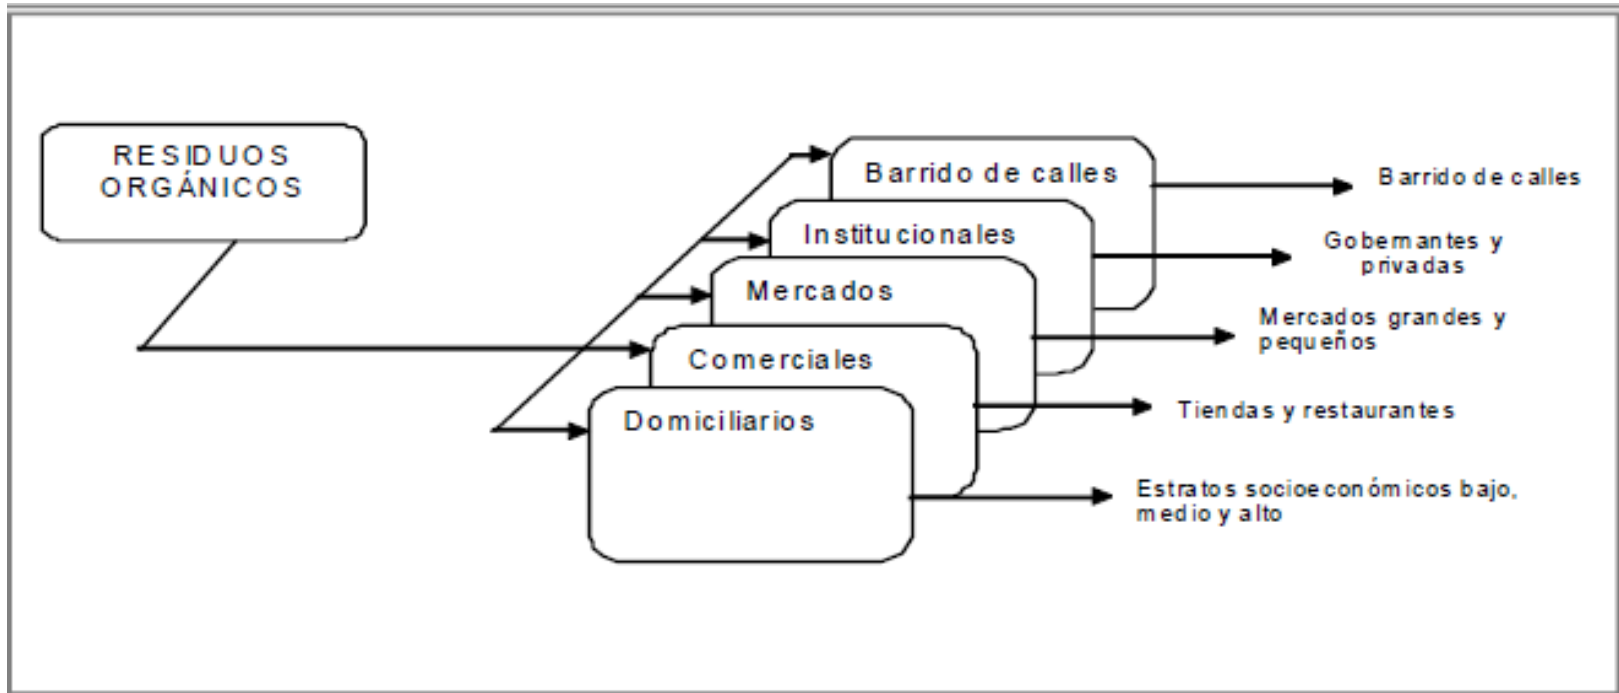 RESIDUOS
ORGÁNICOS
Barrido de calles
Barrido de calles
Institucionales
Gobernantes y
privadas
Mercados
Mercados grandes y
pequeños
Comerciales
Tiendas y restaurantes
Domiciliarios
Estratos socioeconómicos bajo,
medio y alto